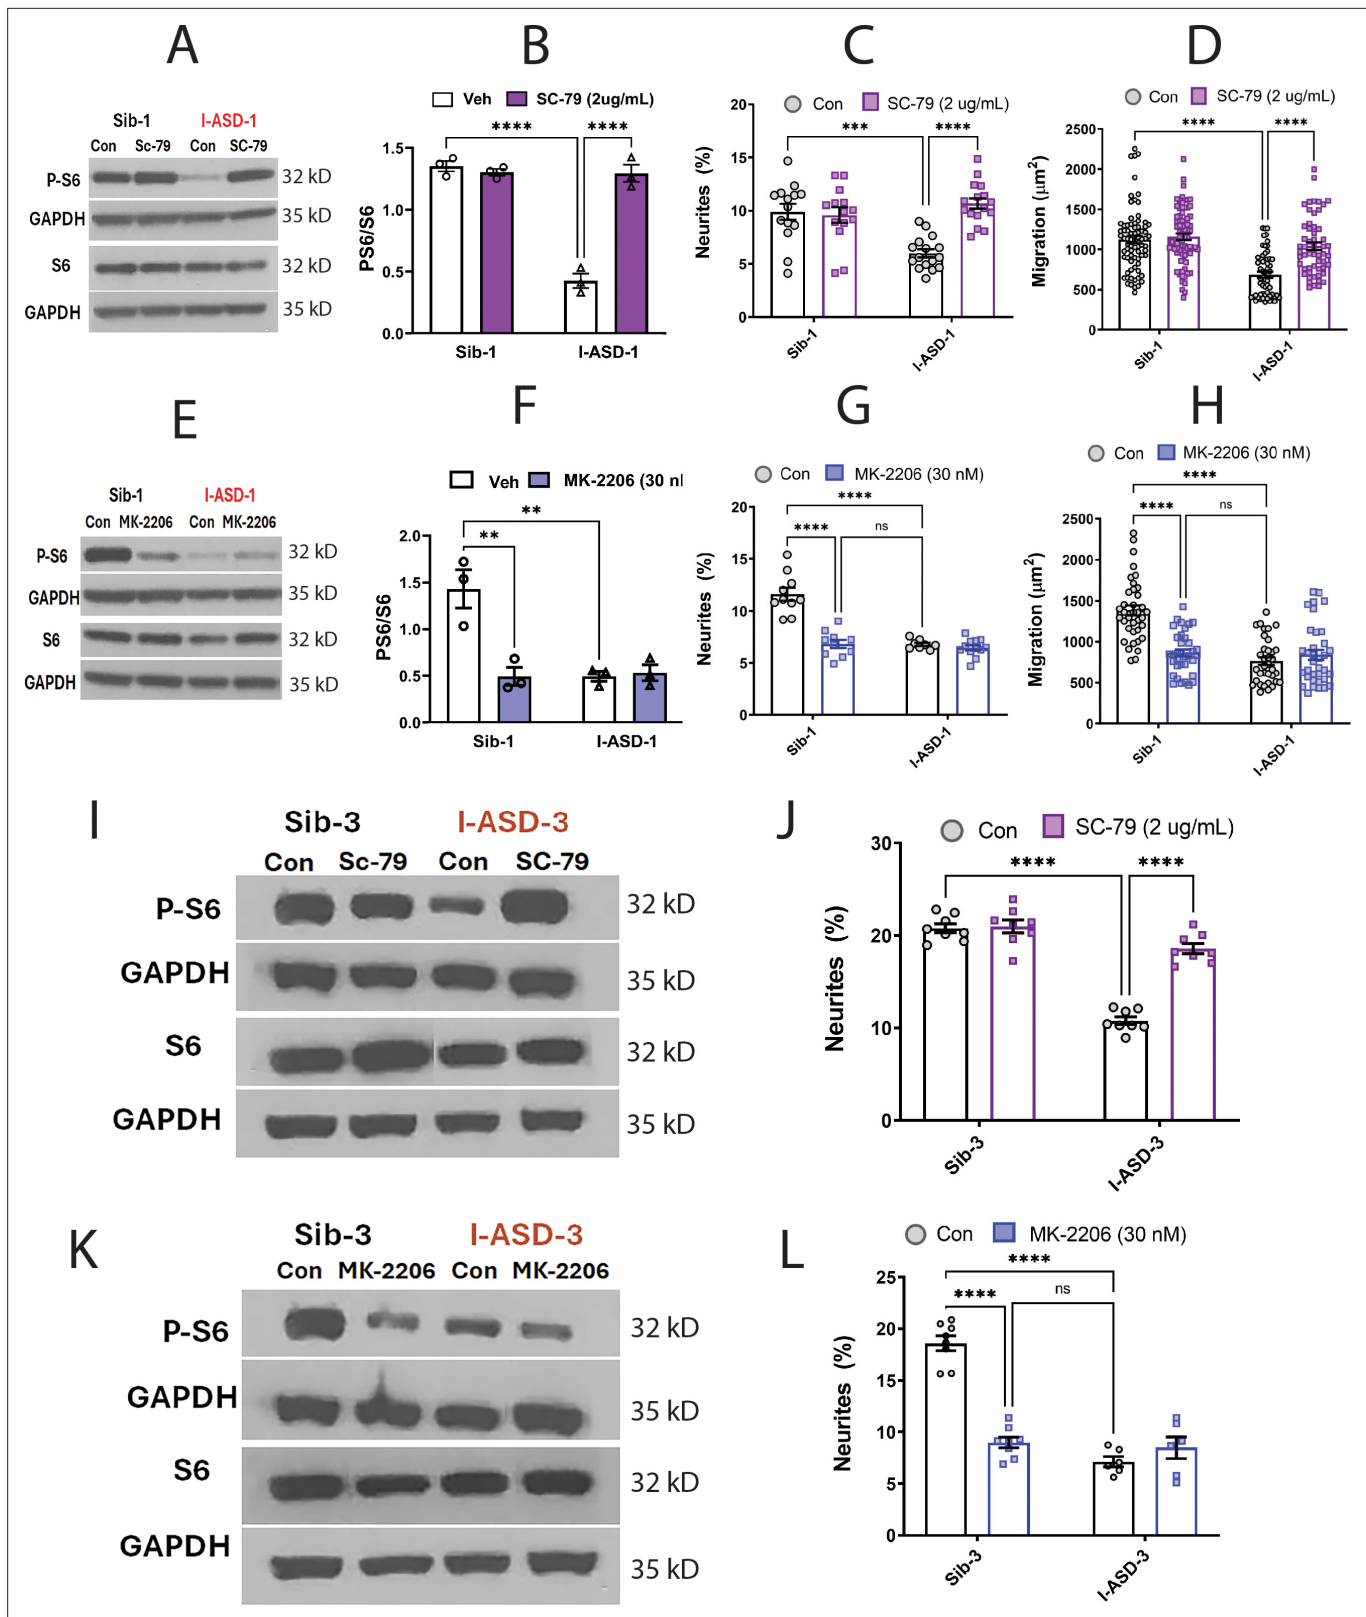 A
Sib-1 I-ASD-1
Con Sc-79 Con SC-79
P-S6 32 kD
GAPDH 35 kD
S6 32 kD
GAPDH 35 kD
B
Veh SC-79 (2ug/mL)
**** ****
PS6/S6
1.5
1.0
0.5
0.0
Sib-1 I-ASD-1
C
Con SC-79 (2 ug/mL)
*** ****
Neurites (%)
20
15
10
5
0
Sib-1 I-ASD-1
D
Con SC-79 (2 ug/mL)
**** ****
Migration (μm²)
2500
2000
1500
1000
500
0
Sib-1 I-ASD-1
E
Sib-1 I-ASD-1
Con MK-2206 Con MK-2206
P-S6 32 kD
GAPDH 35 kD
S6 32 kD
GAPDH 35 kD
F
Veh MK-2206 (30 nl
**
**
PS6/S6
2.0
1.5
1.0
0.5
0.0
Sib-1 I-ASD-1
G
Con MK-2206 (30 nM)
****
**** ns
Neurites (%)
20
15
10
5
0
Sib-1 I-ASD-1
H
Con MK-2206 (30 nM)
****
**** ns
Migration (μm²)
2500
2000
1500
1000
500
0
Sib-1 I-ASD-1
I
Sib-3 I-ASD-3
Con Sc-79 Con SC-79
P-S6 32 kD
GAPDH 35 kD
S6 32 kD
GAPDH 35 kD
J
Con SC-79 (2 ug/mL)
**** ****
Neurites (%)
30
20
10
0
Sib-3 I-ASD-3
K
Sib-3 I-ASD-3
Con MK-2206 Con MK-2206
P-S6 32 kD
GAPDH 35 kD
S6 32 kD
GAPDH 35 kD
L
Con MK-2206 (30 nM)
****
**** ns
Neurites (%)
25
20
15
10
5
0
Sib-3 I-ASD-3